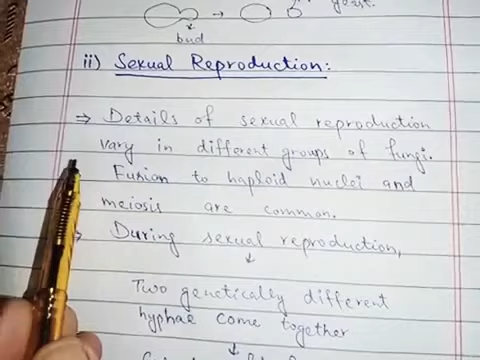 yeast.
bud
ii) Sexual Reproduction:
⇒ Details of sexual reproduction
vary in different groups of fungi.
Fusion to haploid nuclei and
meiosis are common.
During sexual reproduction,
↓
Two genetically different
hyphae come together
↓